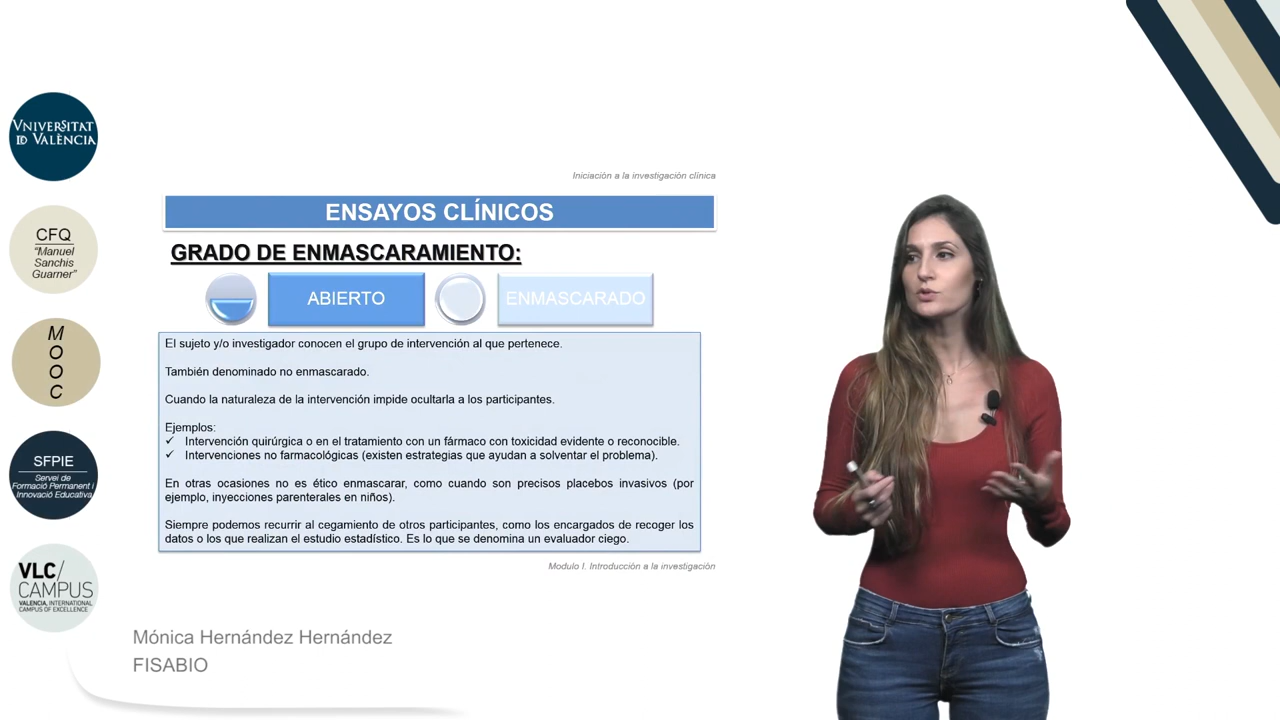 VNIVERSITAT
DE VALÈNCIA
CFQ
"Manuel
Sanchis
Guarner"
M
O
O
C
SFPIE
Servei de
Formació Permanent i
Innovació Educativa
VLC/
CAMPUS
VALENCIA, INTERNATIONAL
CAMPUS OF EXCELLENCE
Iniciación a la investigación clínica
ENSAYOS CLÍNICOS
GRADO DE ENMASCARAMIENTO:
ABIERTO
ENMASCARADO
El sujeto y/o investigador conocen el grupo de intervención al que pertenece.
También denominado no enmascarado.
Cuando la naturaleza de la intervención impide ocultarla a los participantes.
Ejemplos:
✓ Intervención quirúrgica o en el tratamiento con un fármaco con toxicidad evidente o reconocible.
✓ Intervenciones no farmacológicas (existen estrategias que ayudan a solventar el problema).
En otras ocasiones no es ético enmascarar, como cuando son precisos placebos invasivos (por
ejemplo, inyecciones parenterales en niños).
Siempre podemos recurrir al cegamiento de otros participantes, como los encargados de recoger los
datos o los que realizan el estudio estadístico. Es lo que se denomina un evaluador ciego.
Modulo I. Introducción a la investigación
Mónica Hernández Hernández
FISABIO